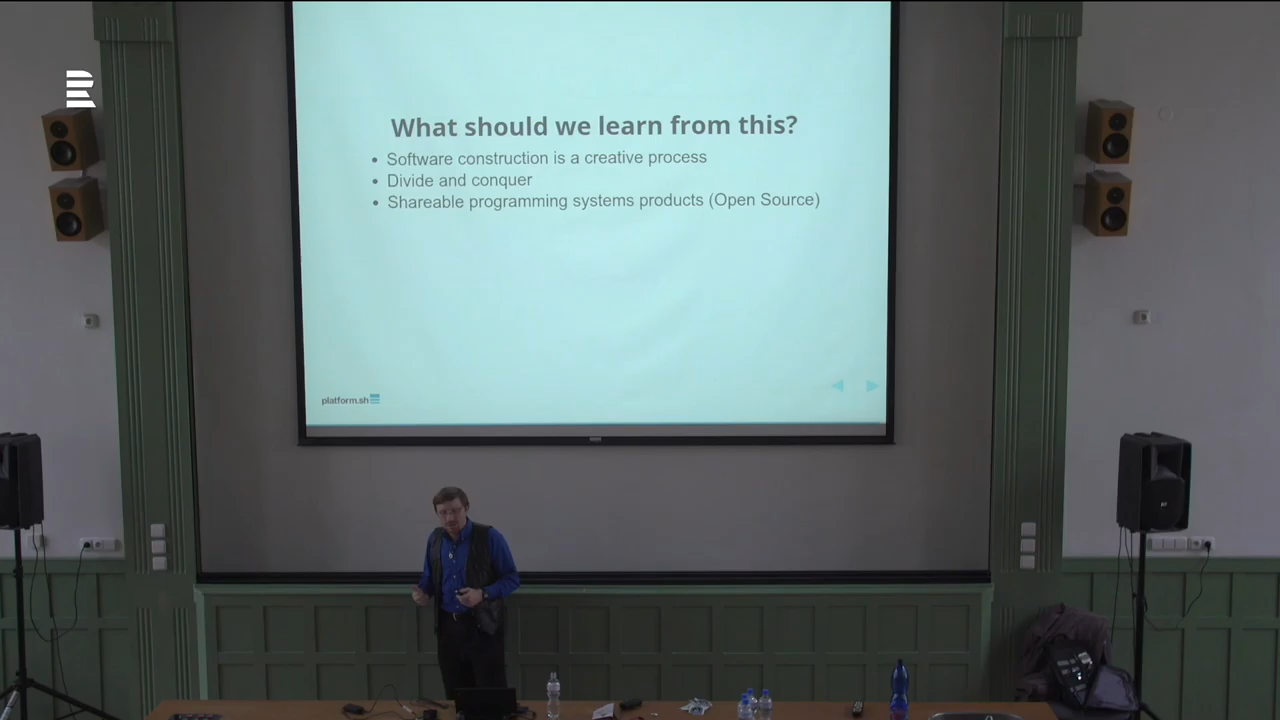 What should we learn from this?
• Software construction is a creative process
• Divide and conquer
• Shareable programming systems products (Open Source)
platform.sh